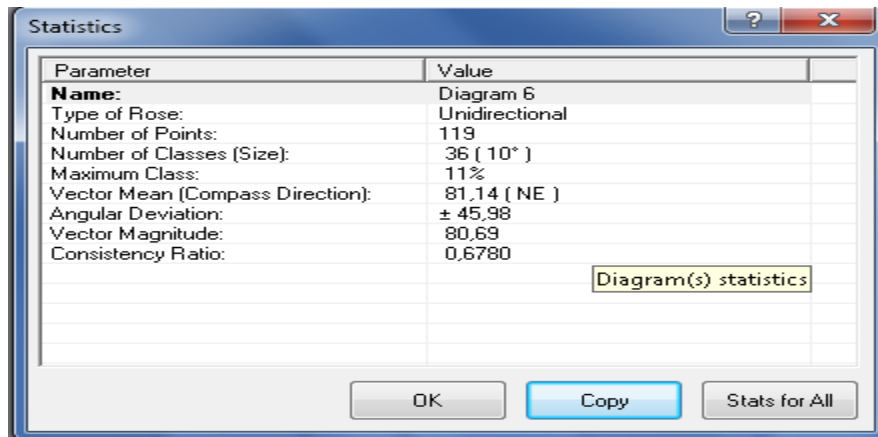 Statistics
Parameter Value
Name: Diagram 6
Type of Rose: Unidirectional
Number of Points: 119
Number of Classes (Size): 36 ( 10° )
Maximum Class: 11%
Vector Mean (Compass Direction): 81,14 ( NE )
Angular Deviation: ± 45,98
Vector Magnitude: 80,69
Consistency Ratio: 0,6780
Diagram(s) statistics
OK Copy Stats for All